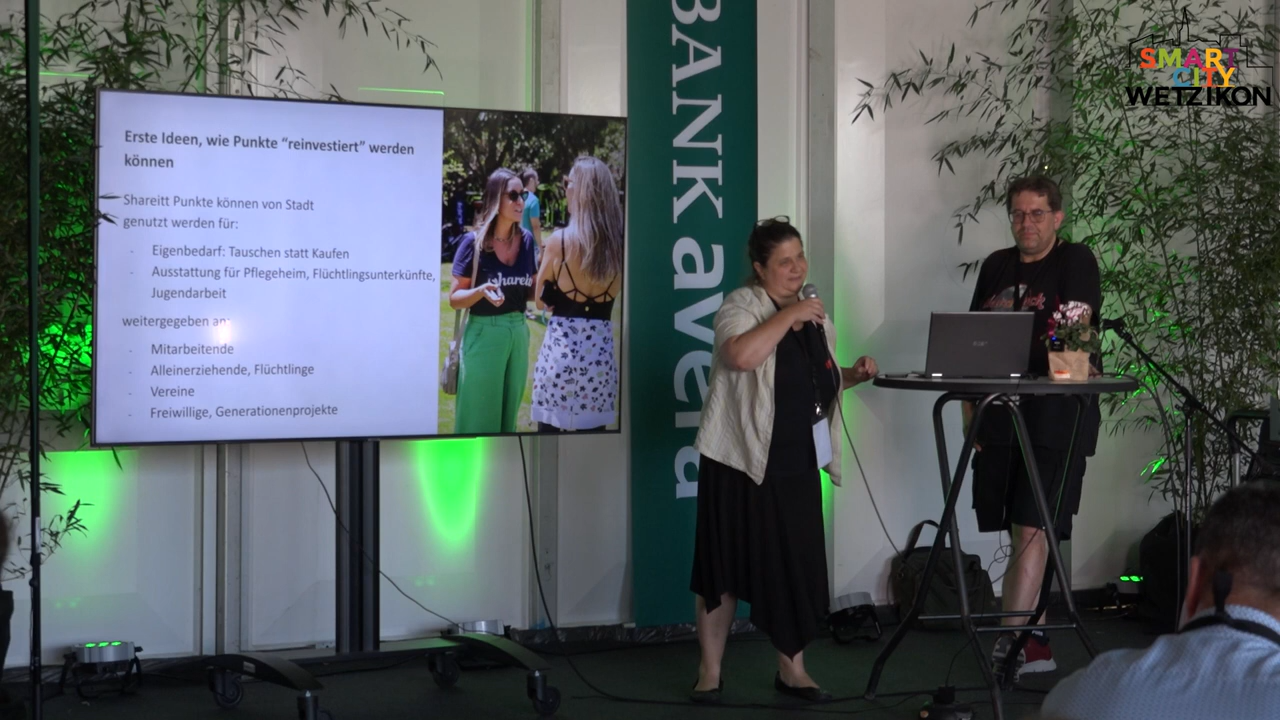 Erste Ideen, wie Punkte “reinvestiert” werden
können
Shareitt Punkte können von Stadt
genutzt werden für:
- Eigenbedarf: Tauschen statt Kaufen
- Ausstattung für Pflegeheim, Flüchtlingsunterkünfte,
Jugendarbeit
weitergegeben an:
- Mitarbeitende
- Alleinerziehende, Flüchtlinge
- Vereine
- Freiwillige, Generationenprojekte
BANK avera
SMART
CITY
WETZIKON